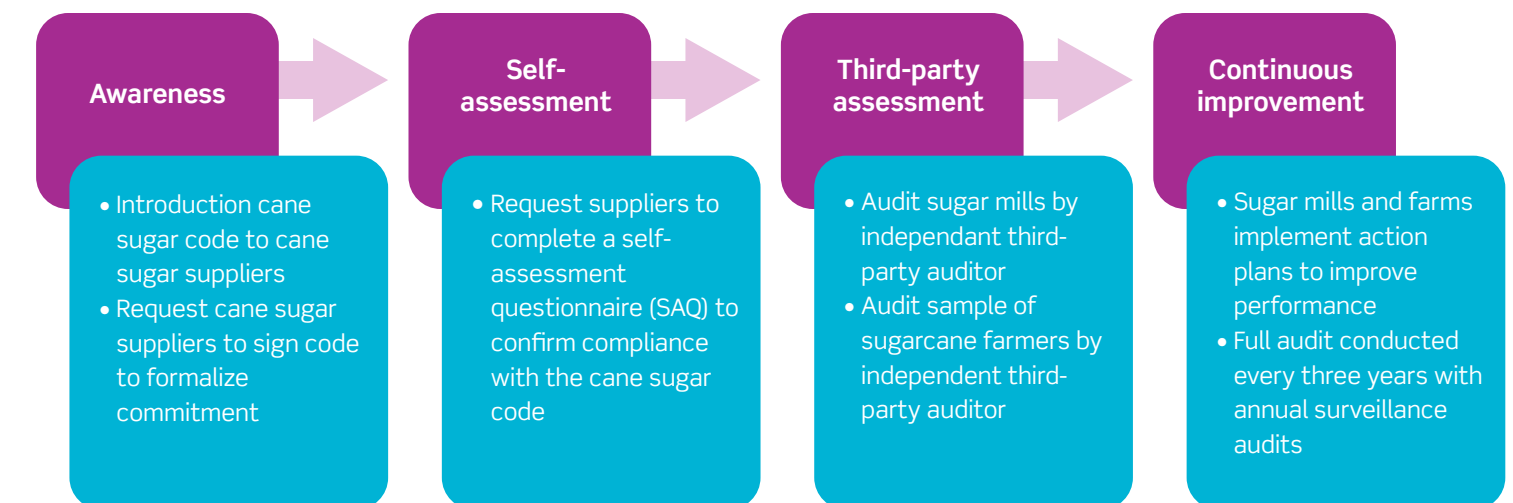 Awareness
• Introduction cane
sugar code to cane
sugar suppliers
• Request cane sugar
suppliers to sign code
to formalize
commitment
Self-
assessment
• Request suppliers to
complete a self-
assessment
questionnaire (SAQ) to
confirm compliance
with the cane sugar
code
Third-party
assessment
• Audit sugar mills by
independant third-
party auditor
• Audit sample of
sugarcane farmers by
independent third-
party auditor
Continuous
improvement
• Sugar mills and farms
implement action
plans to improve
performance
• Full audit conducted
every three years with
annual surveillance
audits